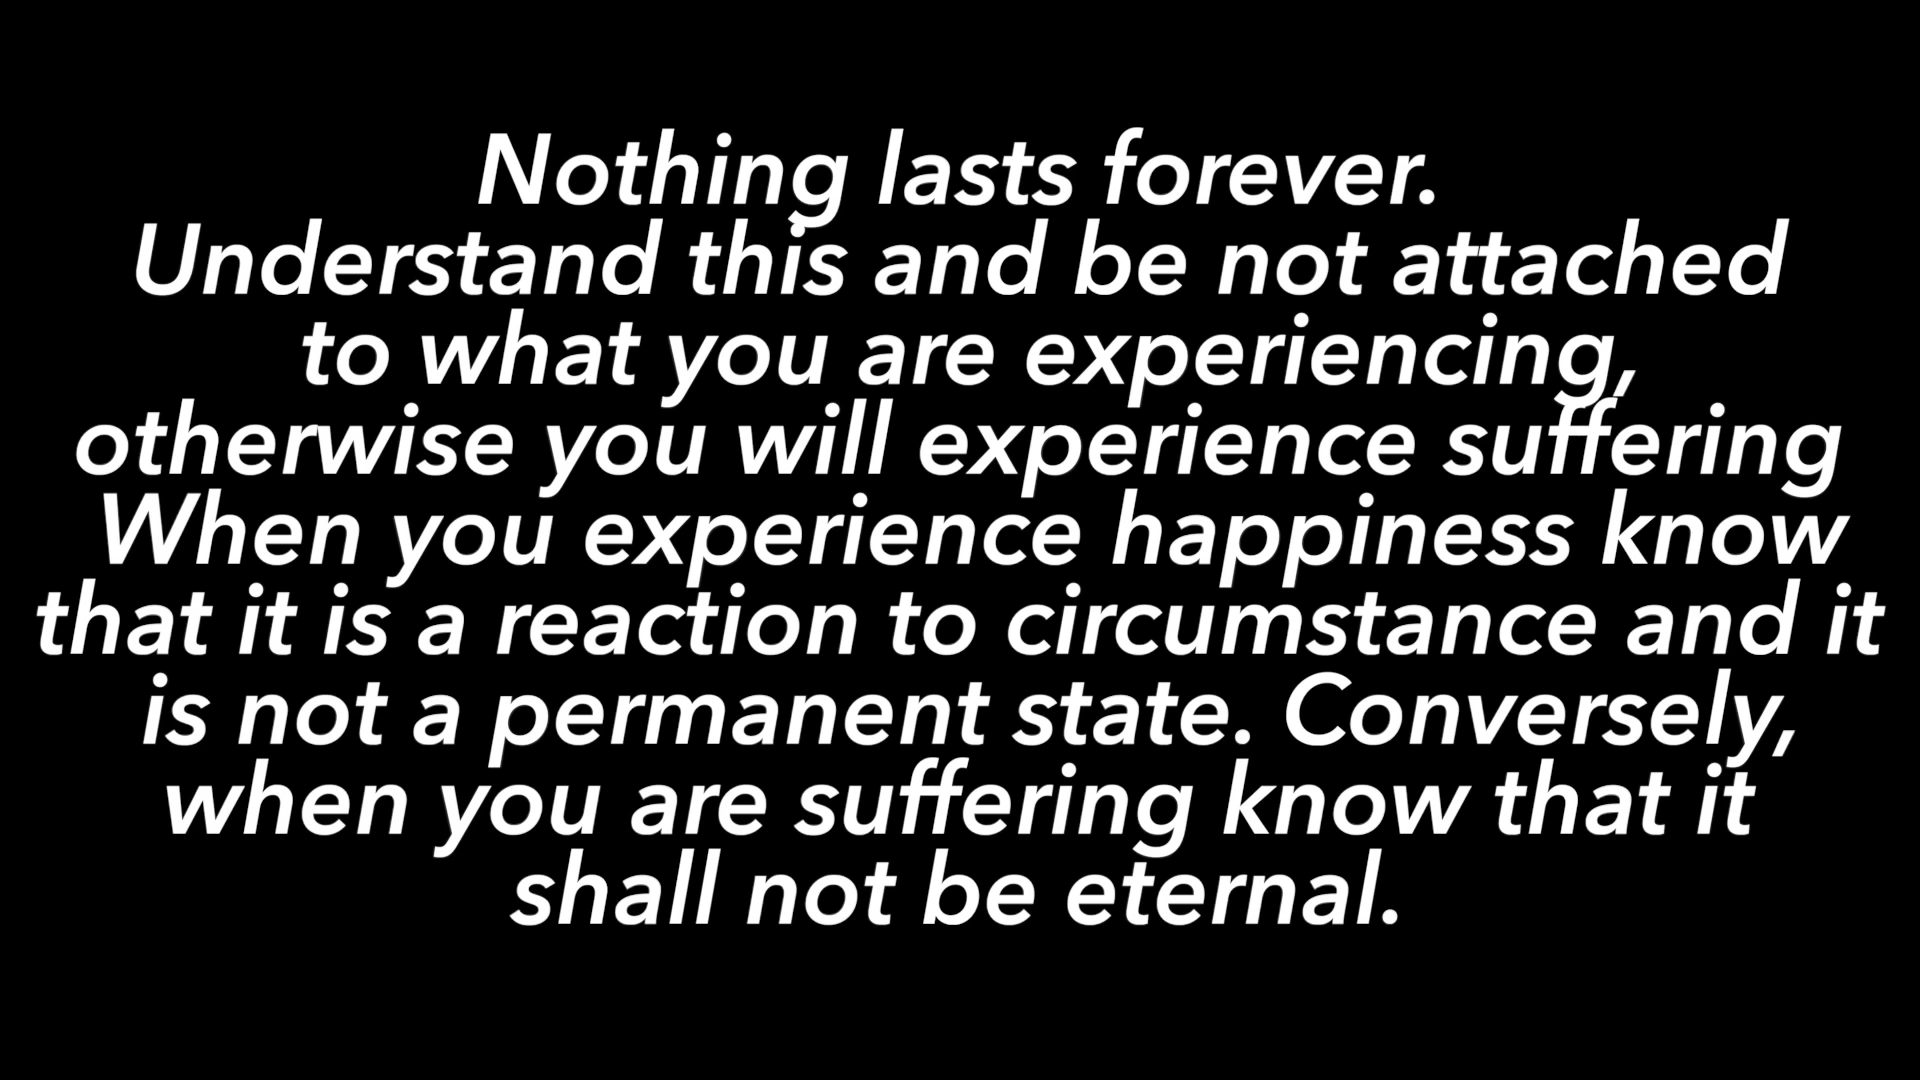 Nothing lasts forever.
Understand this and be not attached
to what you are experiencing,
otherwise you will experience suffering
When you experience happiness know
that it is a reaction to circumstance and it
is not a permanent state. Conversely,
when you are suffering know that it
shall not be eternal.